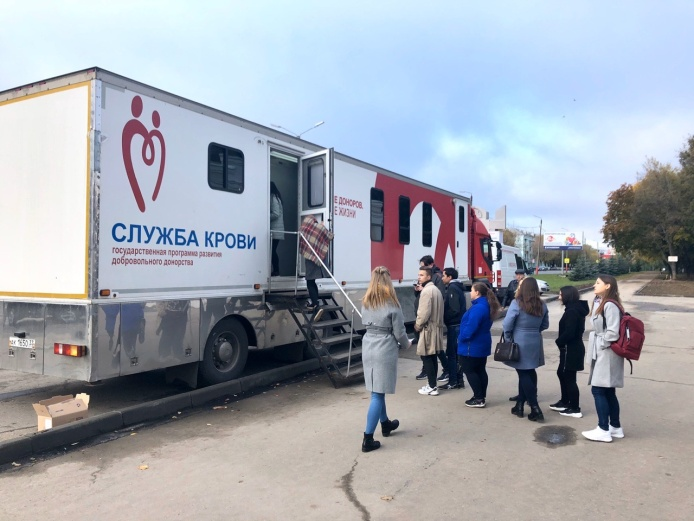 СЛУЖБА КРОВИ
государственная программа развития
добровольного донорства
ДОНОРОВ.
ЖИЗНИ